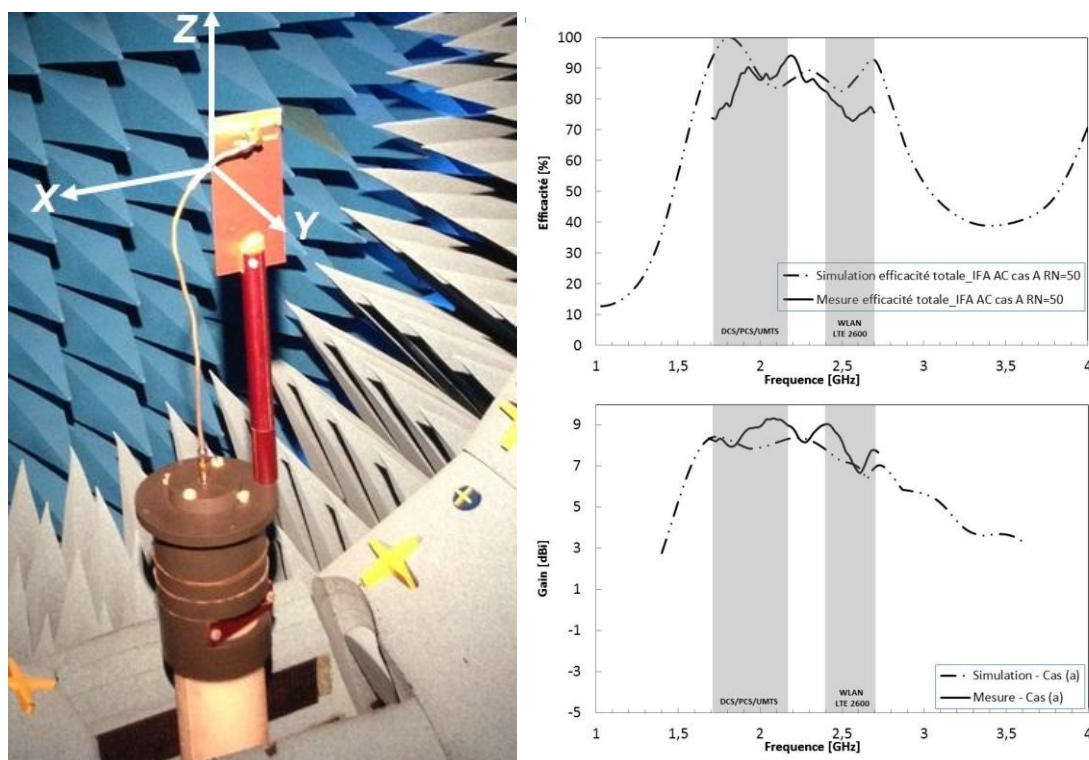 Z
X
Y
Efficacité [%]
100
90
80
70
60
50
40
30
20
10
0
Simulation efficacité totale_IFA AC cas A RN=50
Mesure efficacité totale_IFA AC cas A RN=50
DCS/PCS/UMTS
WLAN
LTE 2600
1 1,5 2 2,5 3 3,5 4
Frequence [GHz]
Gain [dBi]
9
7
5
3
1
-1
-3
-5
Simulation - Cas (a)
Mesure - Cas (a)
DCS/PCS/UMTS
WLAN
LTE 2600
1 1,5 2 2,5 3 3,5 4
Frequence [GHz]